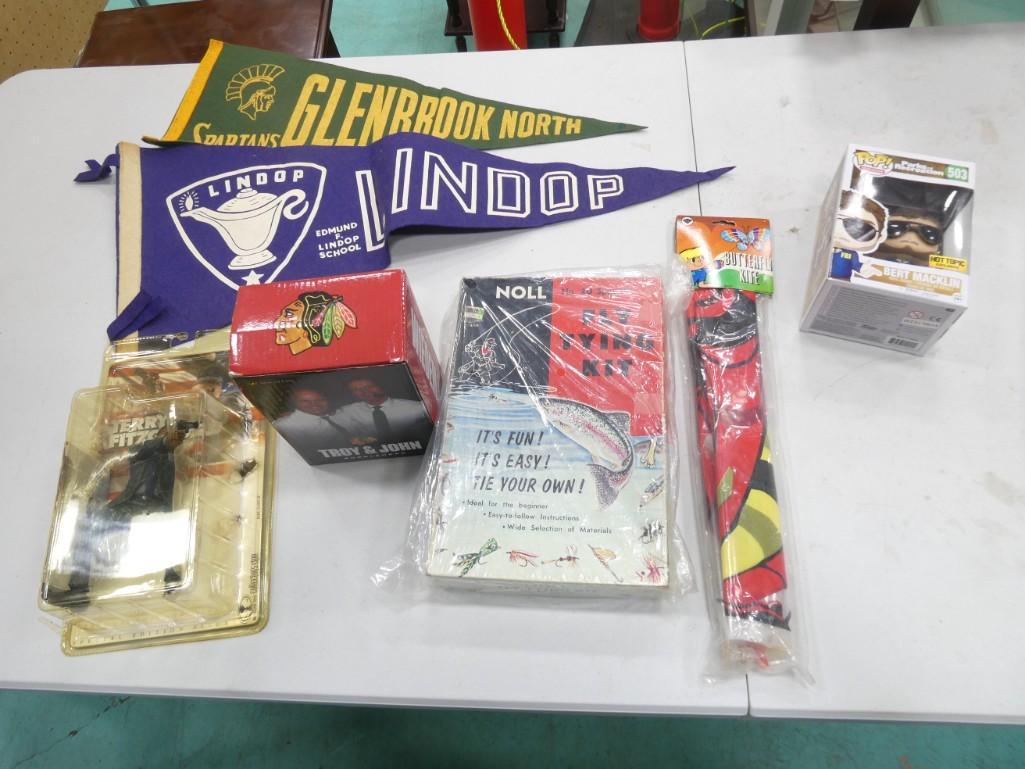 SPARTANS
GLENBROOK NORTH
LINDOP
EDMUND
F.
LINDOP
SCHOOL
LINDOP
TERRY
TROY & JOHN
NOLL
FLY
TYING
KIT
IT'S FUN!
IT'S EASY!
TIE YOUR OWN!
• Ideal for the beginner
• Easy-to-follow Instructions
• Wide Selection of Materials
BUTTERFLY
KITE
POP!
Parks and
Recreation
503
FBI
HOT TOPIC
BERT MACKLIN